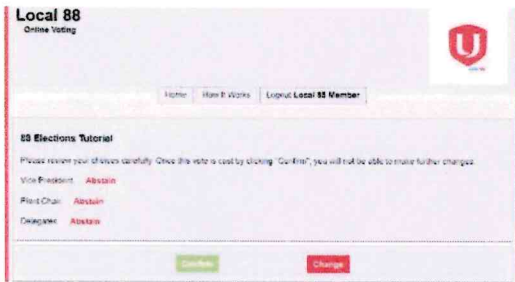 Local 88
Online Voting
Home How It Works Logout Local 88 Member
88 Elections Tutorial
Please review your choices carefully. Once this vote is cast by clicking "Confirm", you will not be able to make further changes.
Vice President Abstain
Plant Chair Abstain
Delegates Abstain
Confirm Change